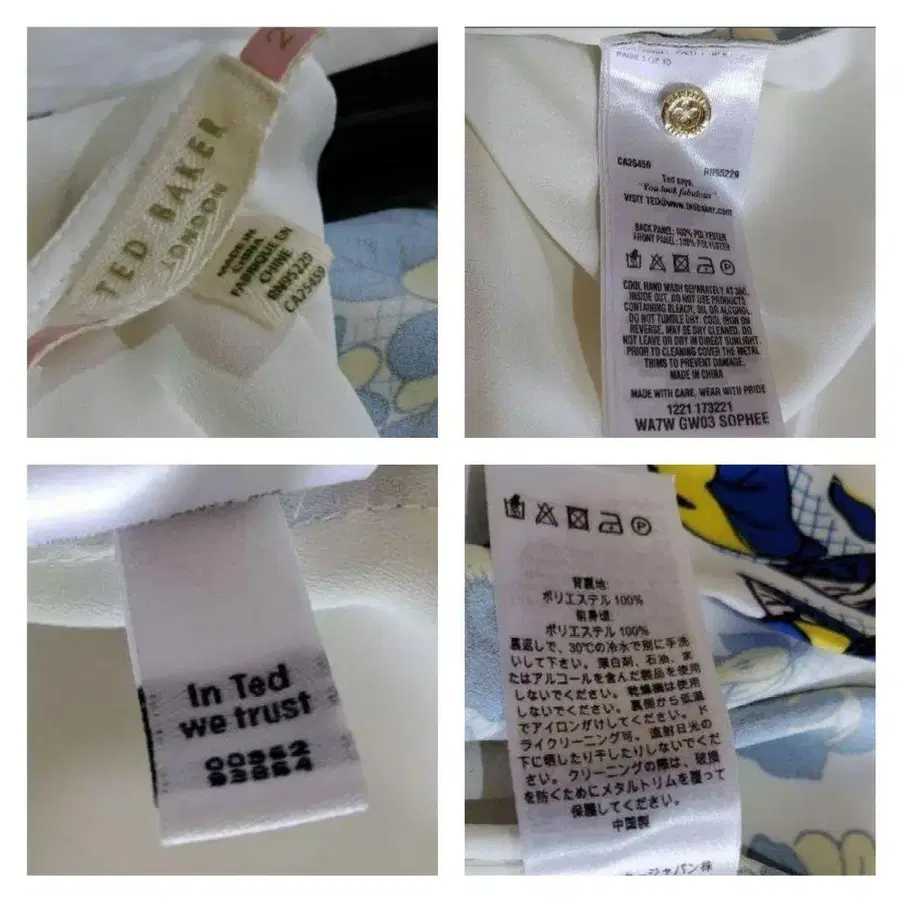 2
TED BAKER
LONDON
MADE IN
CHINA
FABRIQUE EN
CHINE
RN95229
CA25459
CA25459
RN95229
Ted says,
"You look fabulous"
VISIT TED@www.tedbaker.com
BACK PANEL: 100% POLYESTER
FRONT PANEL: 100% POLYESTER
COOL HAND WASH SEPARATELY AT 30C.
INSIDE OUT. DO NOT USE PRODUCTS
CONTAINING BLEACH, OIL OR ALCOHOL.
DO NOT TUMBLE DRY. COOL IRON ON
REVERSE. MAY BE DRY CLEANED. DO
NOT LEAVE OR DRY IN DIRECT SUNLIGHT.
PRIOR TO CLEANING COVER THE METAL
TRIMS TO PREVENT DAMAGE.
MADE IN CHINA
MADE WITH CARE, WEAR WITH PRIDE
1221 173221
WA7W GW03 SOPHEE
In Ted
we trust
00952
93864
P
背裏地:
ポリエステル 100%
前身頃:
ポリエステル 100%
裏返しで、30℃の冷水で別に手洗
いして下さい。漂白剤、石油、ま
たはアルコールを含んだ製品を使用
しないでください。乾燥機は使用
しないでください。裏側から低温
でアイロンがけしてください。ド
ライクリーニング可。直射日光の
下に晒したり干したりしないでくだ
さい。クリーニングの際は、破損
を防ぐためにメタルトリムを覆って
保護してください。
中国製
ージャパン株